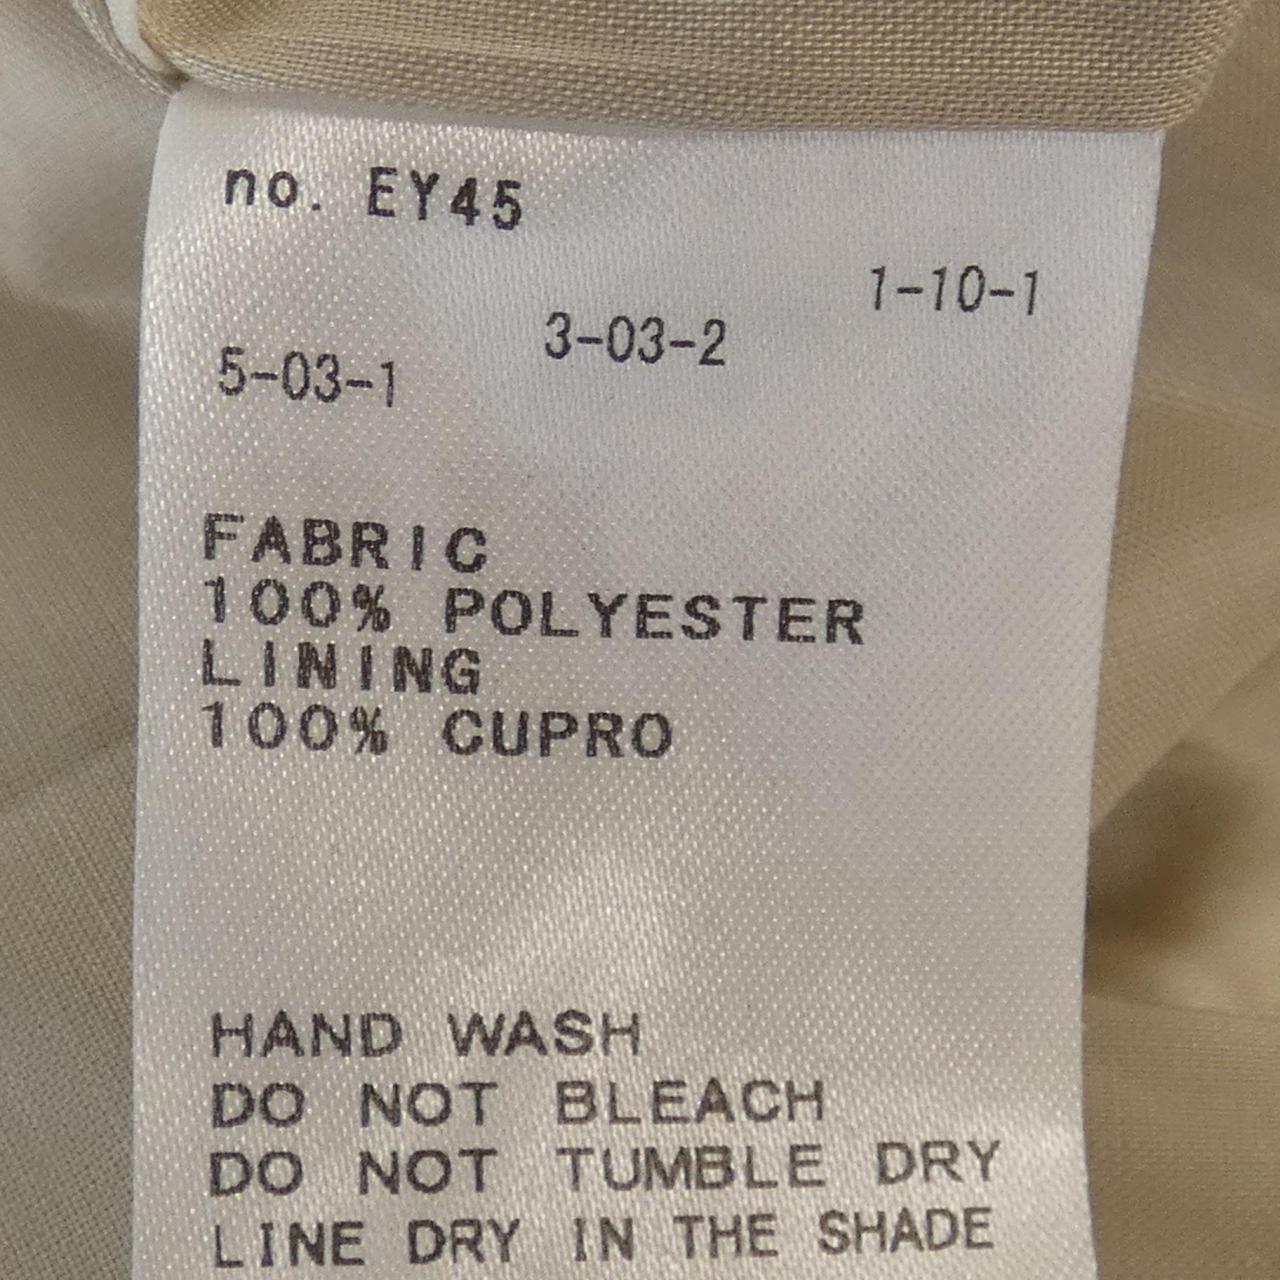 no. EY45
1-10-1
3-03-2
5-03-1
FABRIC
100% POLYESTER
LINING
100% CUPRO
HAND WASH
DO NOT BLEACH
DO NOT TUMBLE DRY
LINE DRY IN THE SHADE